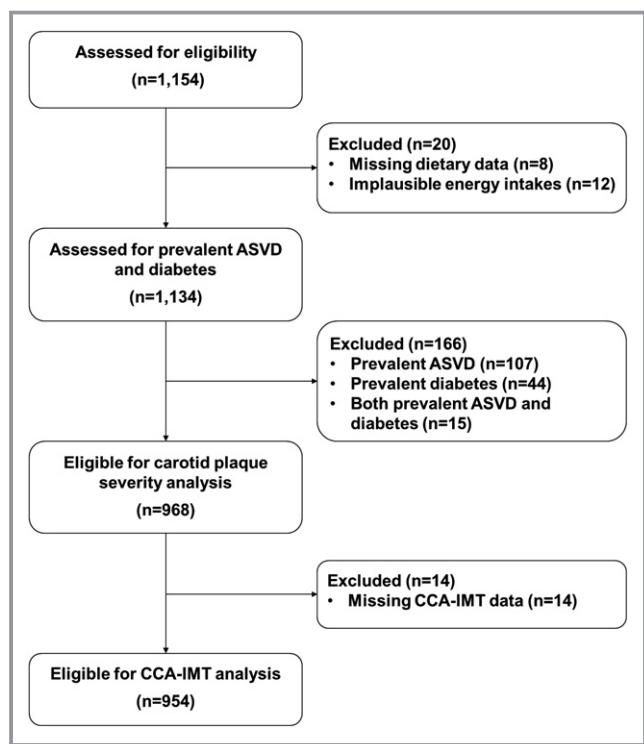 Assessed for eligibility
(n=1,154)
Excluded (n=20)
• Missing dietary data (n=8)
• Implausible energy intakes (n=12)
Assessed for prevalent ASVD
and diabetes
(n=1,134)
Excluded (n=166)
• Prevalent ASVD (n=107)
• Prevalent diabetes (n=44)
• Both prevalent ASVD and
diabetes (n=15)
Eligible for carotid plaque
severity analysis
(n=968)
Excluded (n=14)
• Missing CCA-IMT data (n=14)
Eligible for CCA-IMT analysis
(n=954)